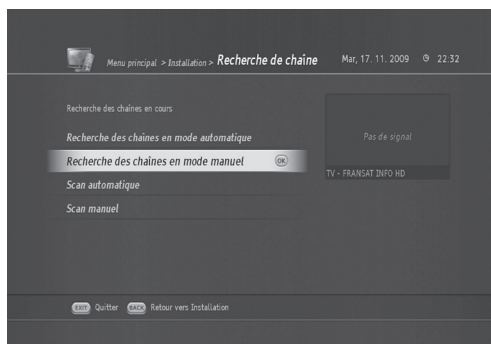 Menu principal > Installation > Recherche de chaîne Mar, 17. 11. 2009 22:32
Recherche des chaînes en cours
Recherche des chaînes en mode automatique
Recherche des chaînes en mode manuel OK
Scan automatique
Scan manuel
Pas de signal
TV - FRANSAT INFO HD
EXIT Quitter BACK Retour vers Installation